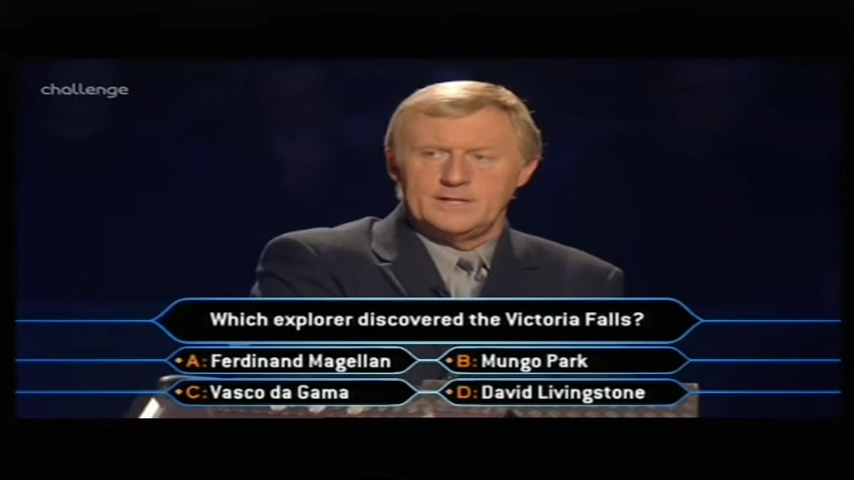 challenge
Which explorer discovered the Victoria Falls?
A: Ferdinand Magellan
B: Mungo Park
C: Vasco da Gama
D: David Livingstone